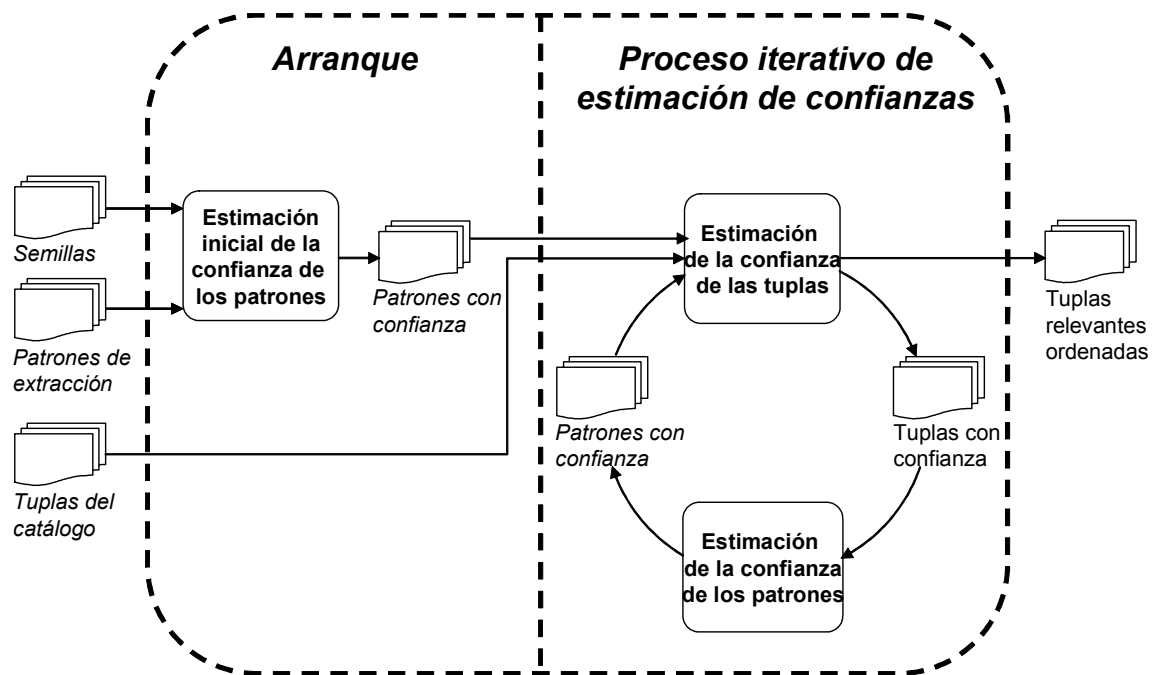 Arranque
Proceso iterativo de
estimación de confianzas
Semillas
Patrones de
extracción
Tuplas del
catálogo
Estimación
inicial de la
confianza de
los patrones
Patrones con
confianza
Estimación
de la confianza
de las tuplas
Patrones con
confianza
Tuplas con
confianza
Estimación
de la confianza
de los patrones
Tuplas
relevantes
ordenadas